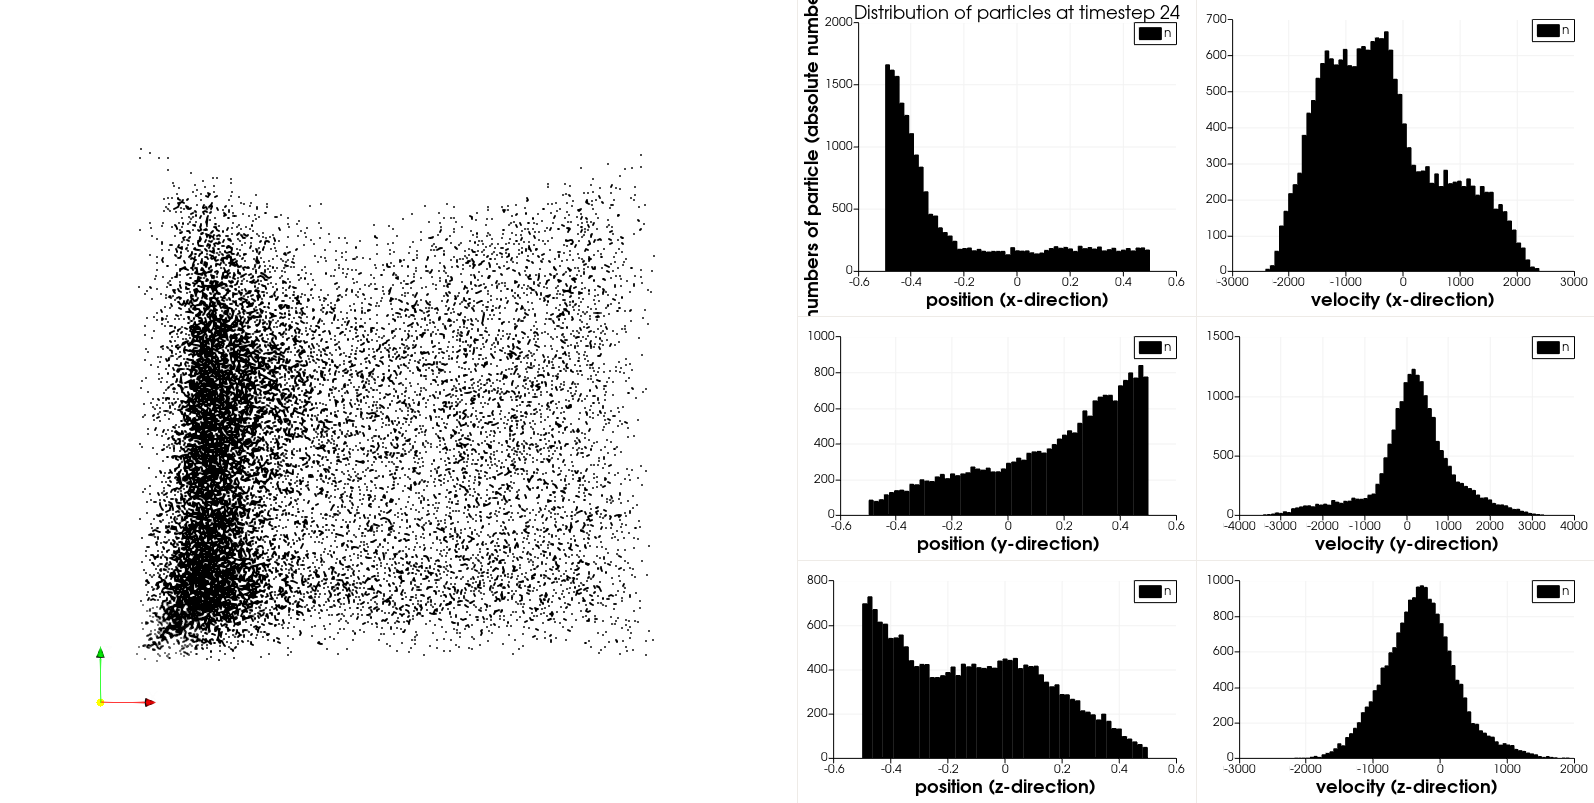 Distribution of particles at timestep 24
numbers of particle (absolute numbe
2000
1500
1000
500
0
-0.6 -0.4 -0.2 0 0.2 0.4 0.6
position (x-direction)
n
700
600
500
400
300
200
100
0
-3000 -2000 -1000 0 1000 2000 3000
velocity (x-direction)
n
1000
800
600
400
200
0
-0.6 -0.4 -0.2 0 0.2 0.4 0.6
position (y-direction)
n
1500
1000
500
0
-4000 -3000 -2000 -1000 0 1000 2000 3000 4000
velocity (y-direction)
n
800
600
400
200
0
-0.6 -0.4 -0.2 0 0.2 0.4 0.6
position (z-direction)
n
1000
800
600
400
200
0
-3000 -2000 -1000 0 1000 2000
velocity (z-direction)
n